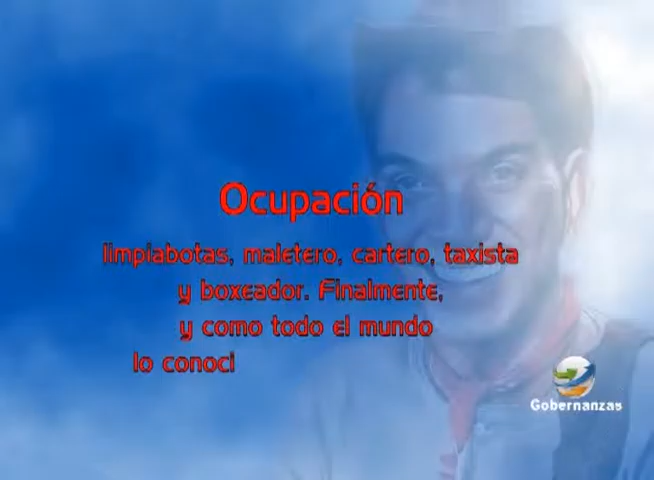 Ocupación
limpiabotas, maletero, cartero, taxista
y boxeador. Finalmente,
y como todo el mundo
lo conoci
Gobernanzas